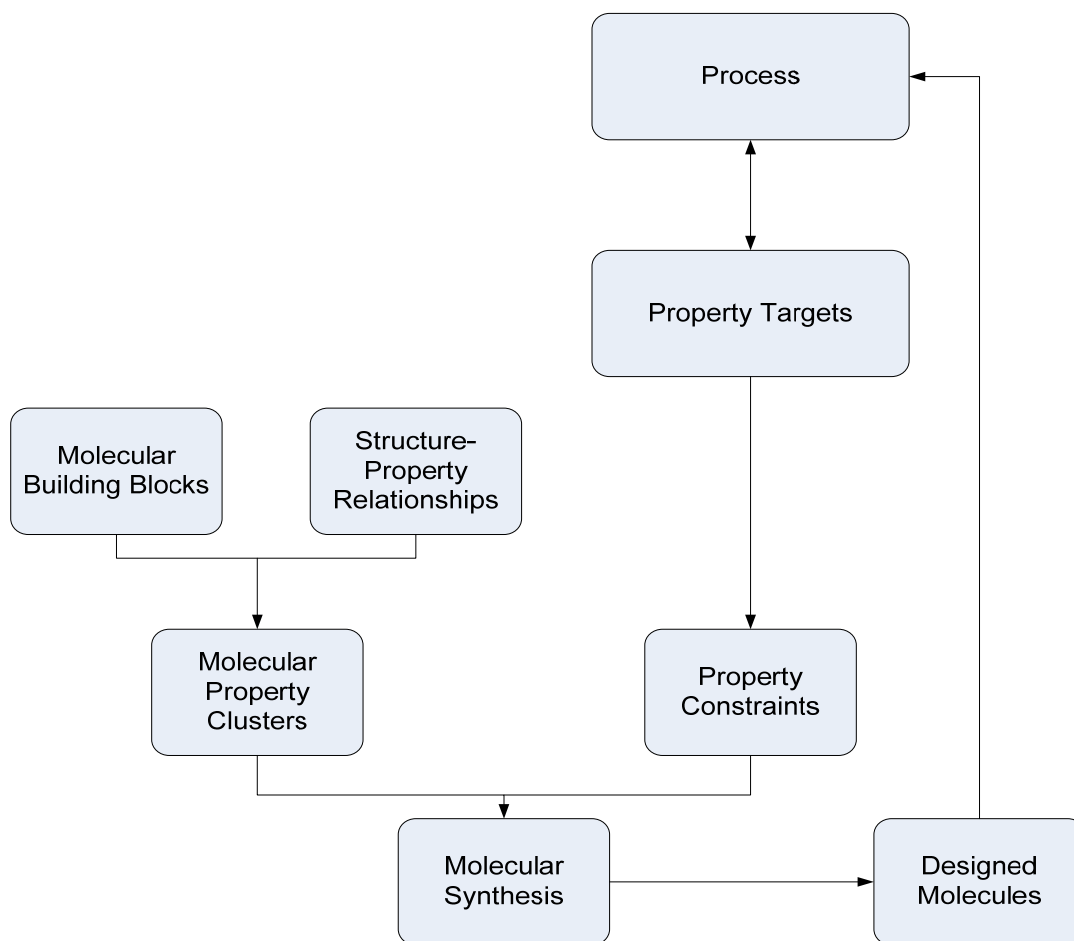 Process
Property Targets
Molecular
Building Blocks
Structure-
Property
Relationships
Molecular
Property
Clusters
Property
Constraints
Molecular
Synthesis
Designed
Molecules